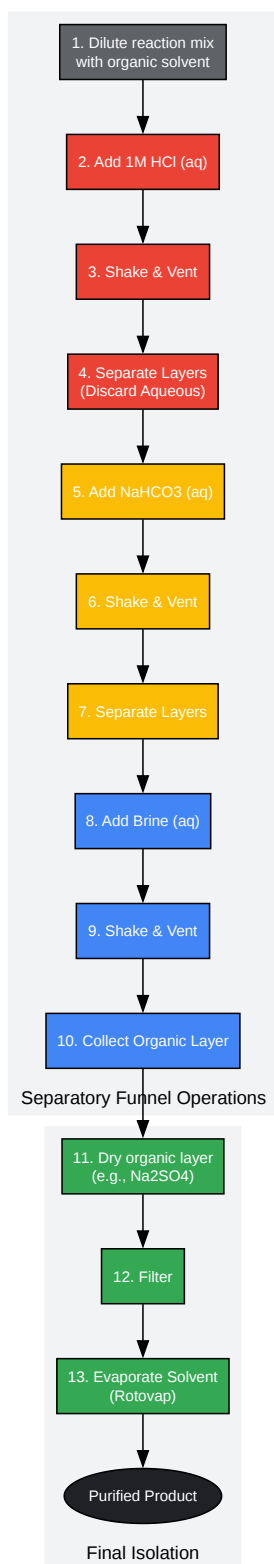 1. Dilute reaction mix
with organic solvent
2. Add 1M HCl (aq)
3. Shake & Vent
4. Separate Layers
(Discard Aqueous)
5. Add NaHCO3 (aq)
6. Shake & Vent
7. Separate Layers
8. Add Brine (aq)
9. Shake & Vent
10. Collect Organic Layer
Separatory Funnel Operations
11. Dry organic layer
(e.g., Na2SO4)
12. Filter
13. Evaporate Solvent
(Rotovap)
Purified Product
Final Isolation